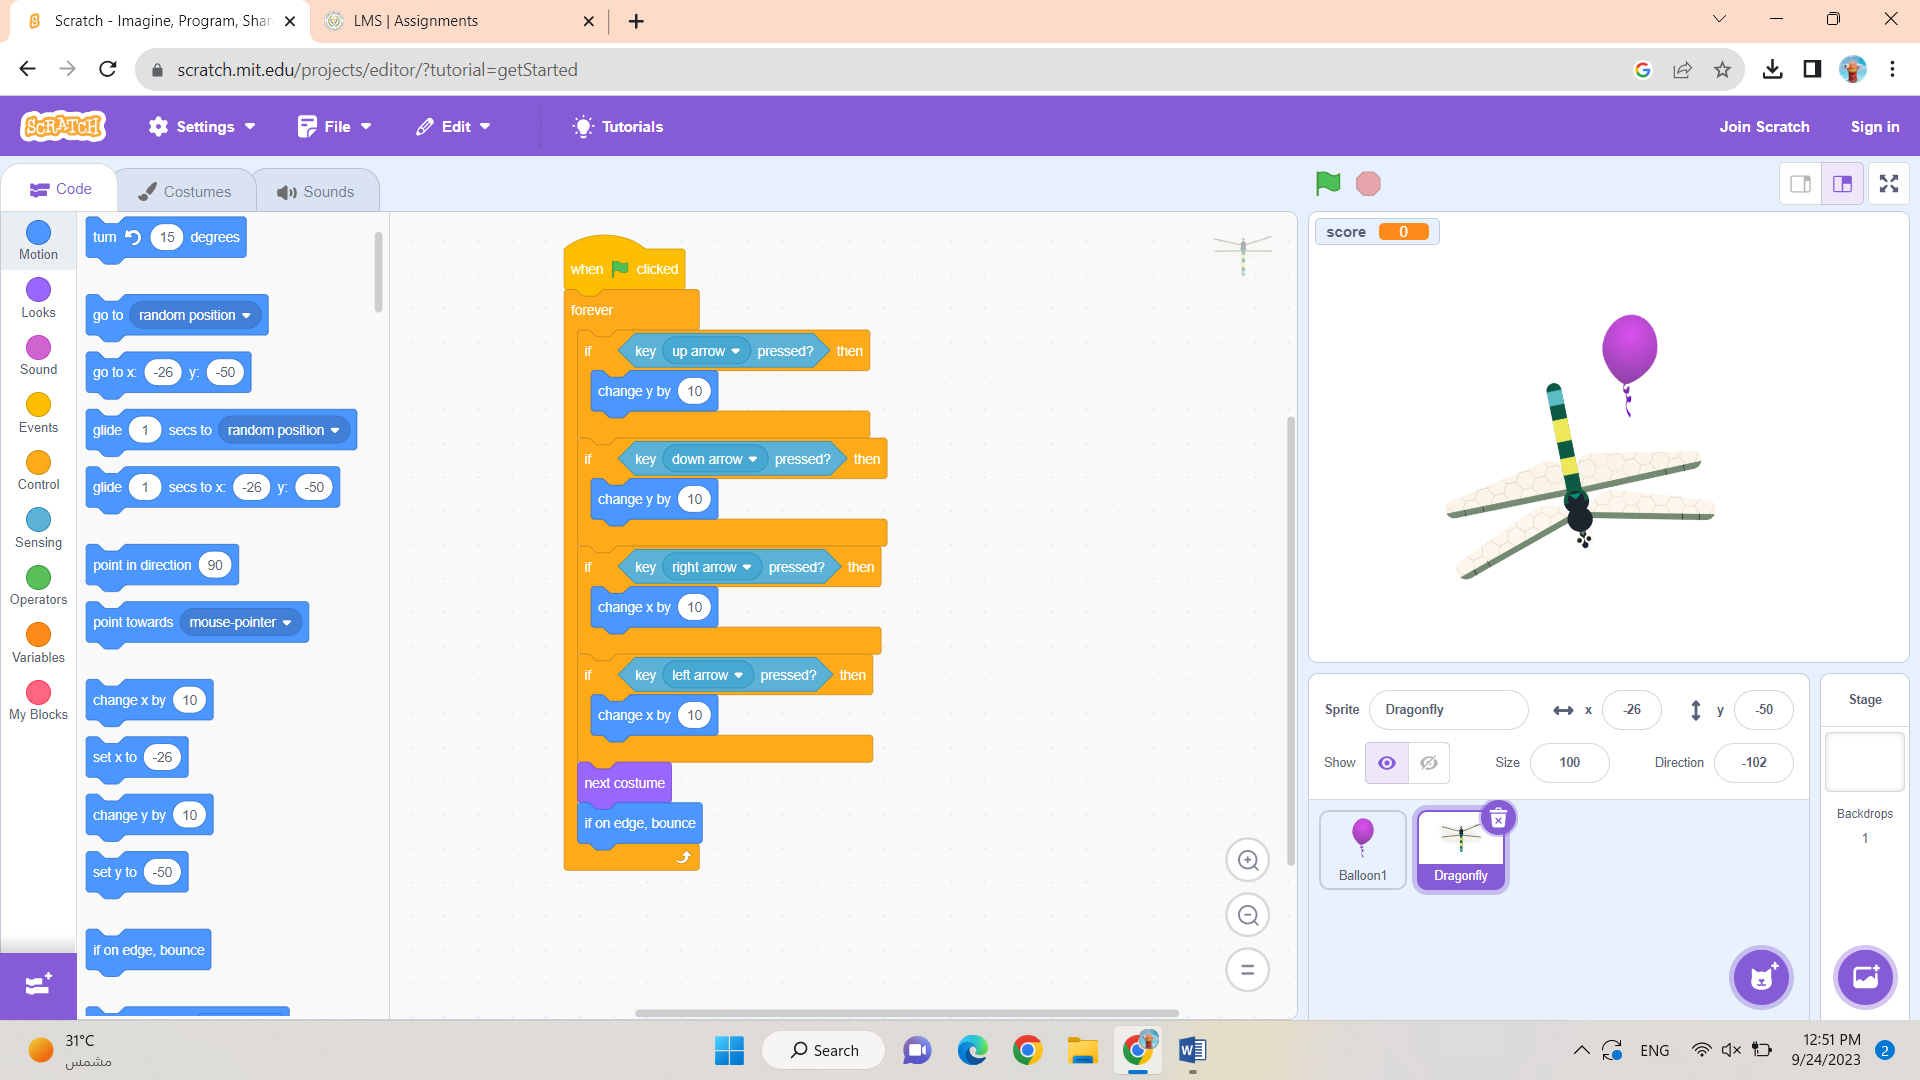 Scratch - Imagine, Program, Shar
LMS | Assignments
scratch.mit.edu/projects/editor/?tutorial=getStarted
SCRATCH
Settings
File
Edit
Tutorials
Join Scratch
Sign in
Code
Costumes
Sounds
Motion
Looks
Sound
Events
Control
Sensing
Operators
Variables
My Blocks
turn 15 degrees
go to random position
go to x: -26 y: -50
glide 1 secs to random position
glide 1 secs to x: -26 y: -50
point in direction 90
point towards mouse-pointer
change x by 10
set x to -26
change y by 10
set y to -50
if on edge, bounce
when clicked
forever
if key up arrow pressed? then
change y by 10
if key down arrow pressed? then
change y by 10
if key right arrow pressed? then
change x by 10
if key left arrow pressed? then
change x by 10
next costume
if on edge, bounce
score 0
Sprite Dragonfly x -26 y -50
Show Size 100 Direction -102
Balloon1
Dragonfly
Stage
Backdrops
1
31°C
مشمس
Search
ENG
12:51 PM
9/24/2023
2